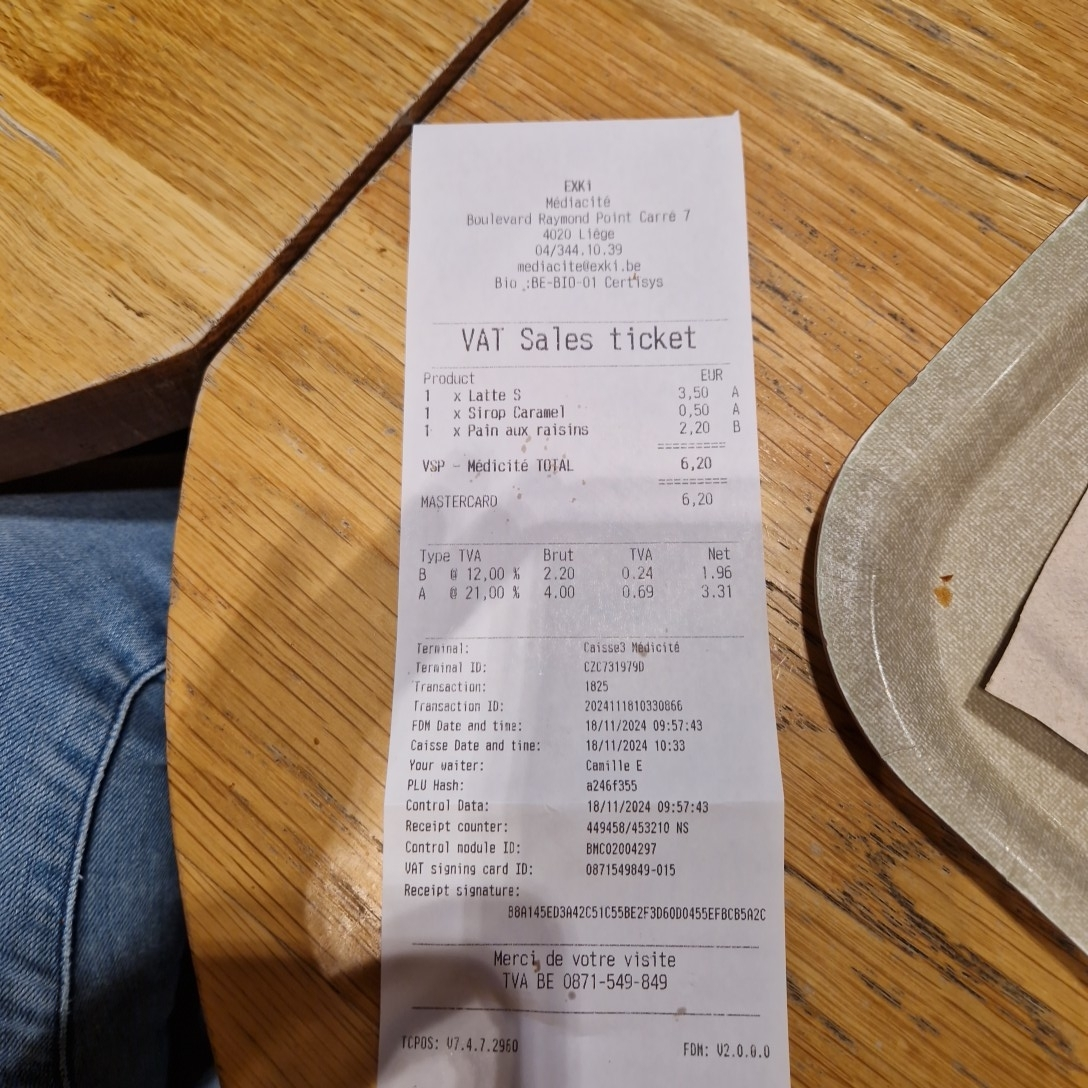 EXKi
Médiacité
Boulevard Raymond Point Carré 7
4020 Liége
04/344.10.39
mediacite@exki.be
Bio :BE-BIO-01 Certisys
VAT Sales ticket
Product EUR
1 x Latte S 3,50 A
1 x Sirop Caramel 0,50 A
1 x Pain aux raisins 2,20 B
=========
VSP - Médicité TOTAL 6,20
=========
MASTERCARD 6,20
Type TVA Brut TVA Net
B @ 12,00 % 2.20 0.24 1.96
A @ 21,00 % 4.00 0.69 3.31
Terminal: Caisse3 Médicité
Terminal ID: CZC731979D
Transaction: 1825
Transaction ID: 2024111810330866
FDM Date and time: 18/11/2024 09:57:43
Caisse Date and time: 18/11/2024 10:33
Your waiter: Camille E
PLU Hash: a246f355
Control Data: 18/11/2024 09:57:43
Receipt counter: 449458/453210 NS
Control module ID: BMC02004297
VAT signing card ID: 0871549849-015
Receipt signature:
B8A145ED3A42C51C55BE2F3D60D0455EFBCB5A2C
Merci de votre visite
TVA BE 0871-549-849
TCPOS: V7.4.7.2960 FDM: V2.0.0.0